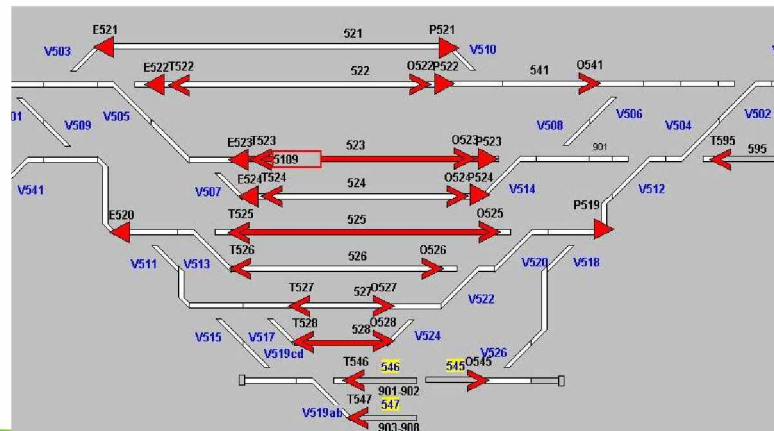 E521 521 P521
V503 V510
E522 T522 522 O522 P522 541 O541
01 V509 V505 V508 V506 V504 V502
E523 T523 523 O523 P523 901 T595 595
5109
E524 T524 524 O524 P524
V541 V507 V514 V512
E520 T525 525 O525 P519
T526 526 O526
V511 V513 V520 V518
T527 527 O527 V522
T528 528 O528
V515 V517 V524
V519cd V526
T546 546 545 O545
901.902
T547 547
V519ab 903.908